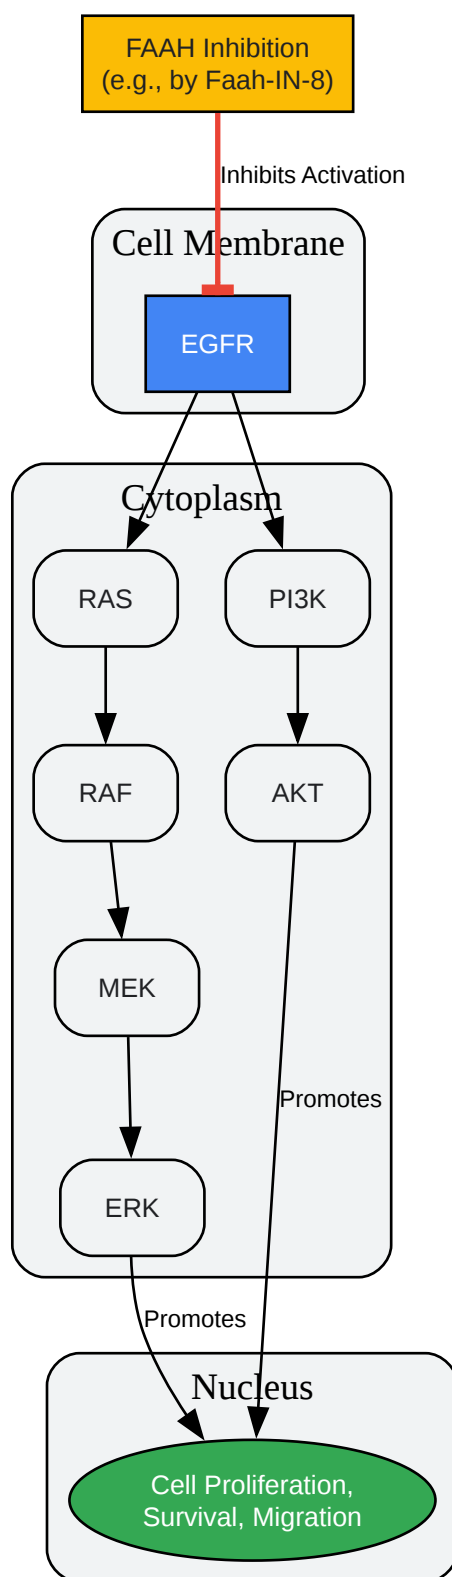 FAAH Inhibition
(e.g., by Faah-IN-8)
Inhibits Activation
Cell Membrane
EGFR
Cytoplasm
RAS
PI3K
RAF
AKT
MEK
Promotes
ERK
Promotes
Nucleus
Cell Proliferation,
Survival, Migration